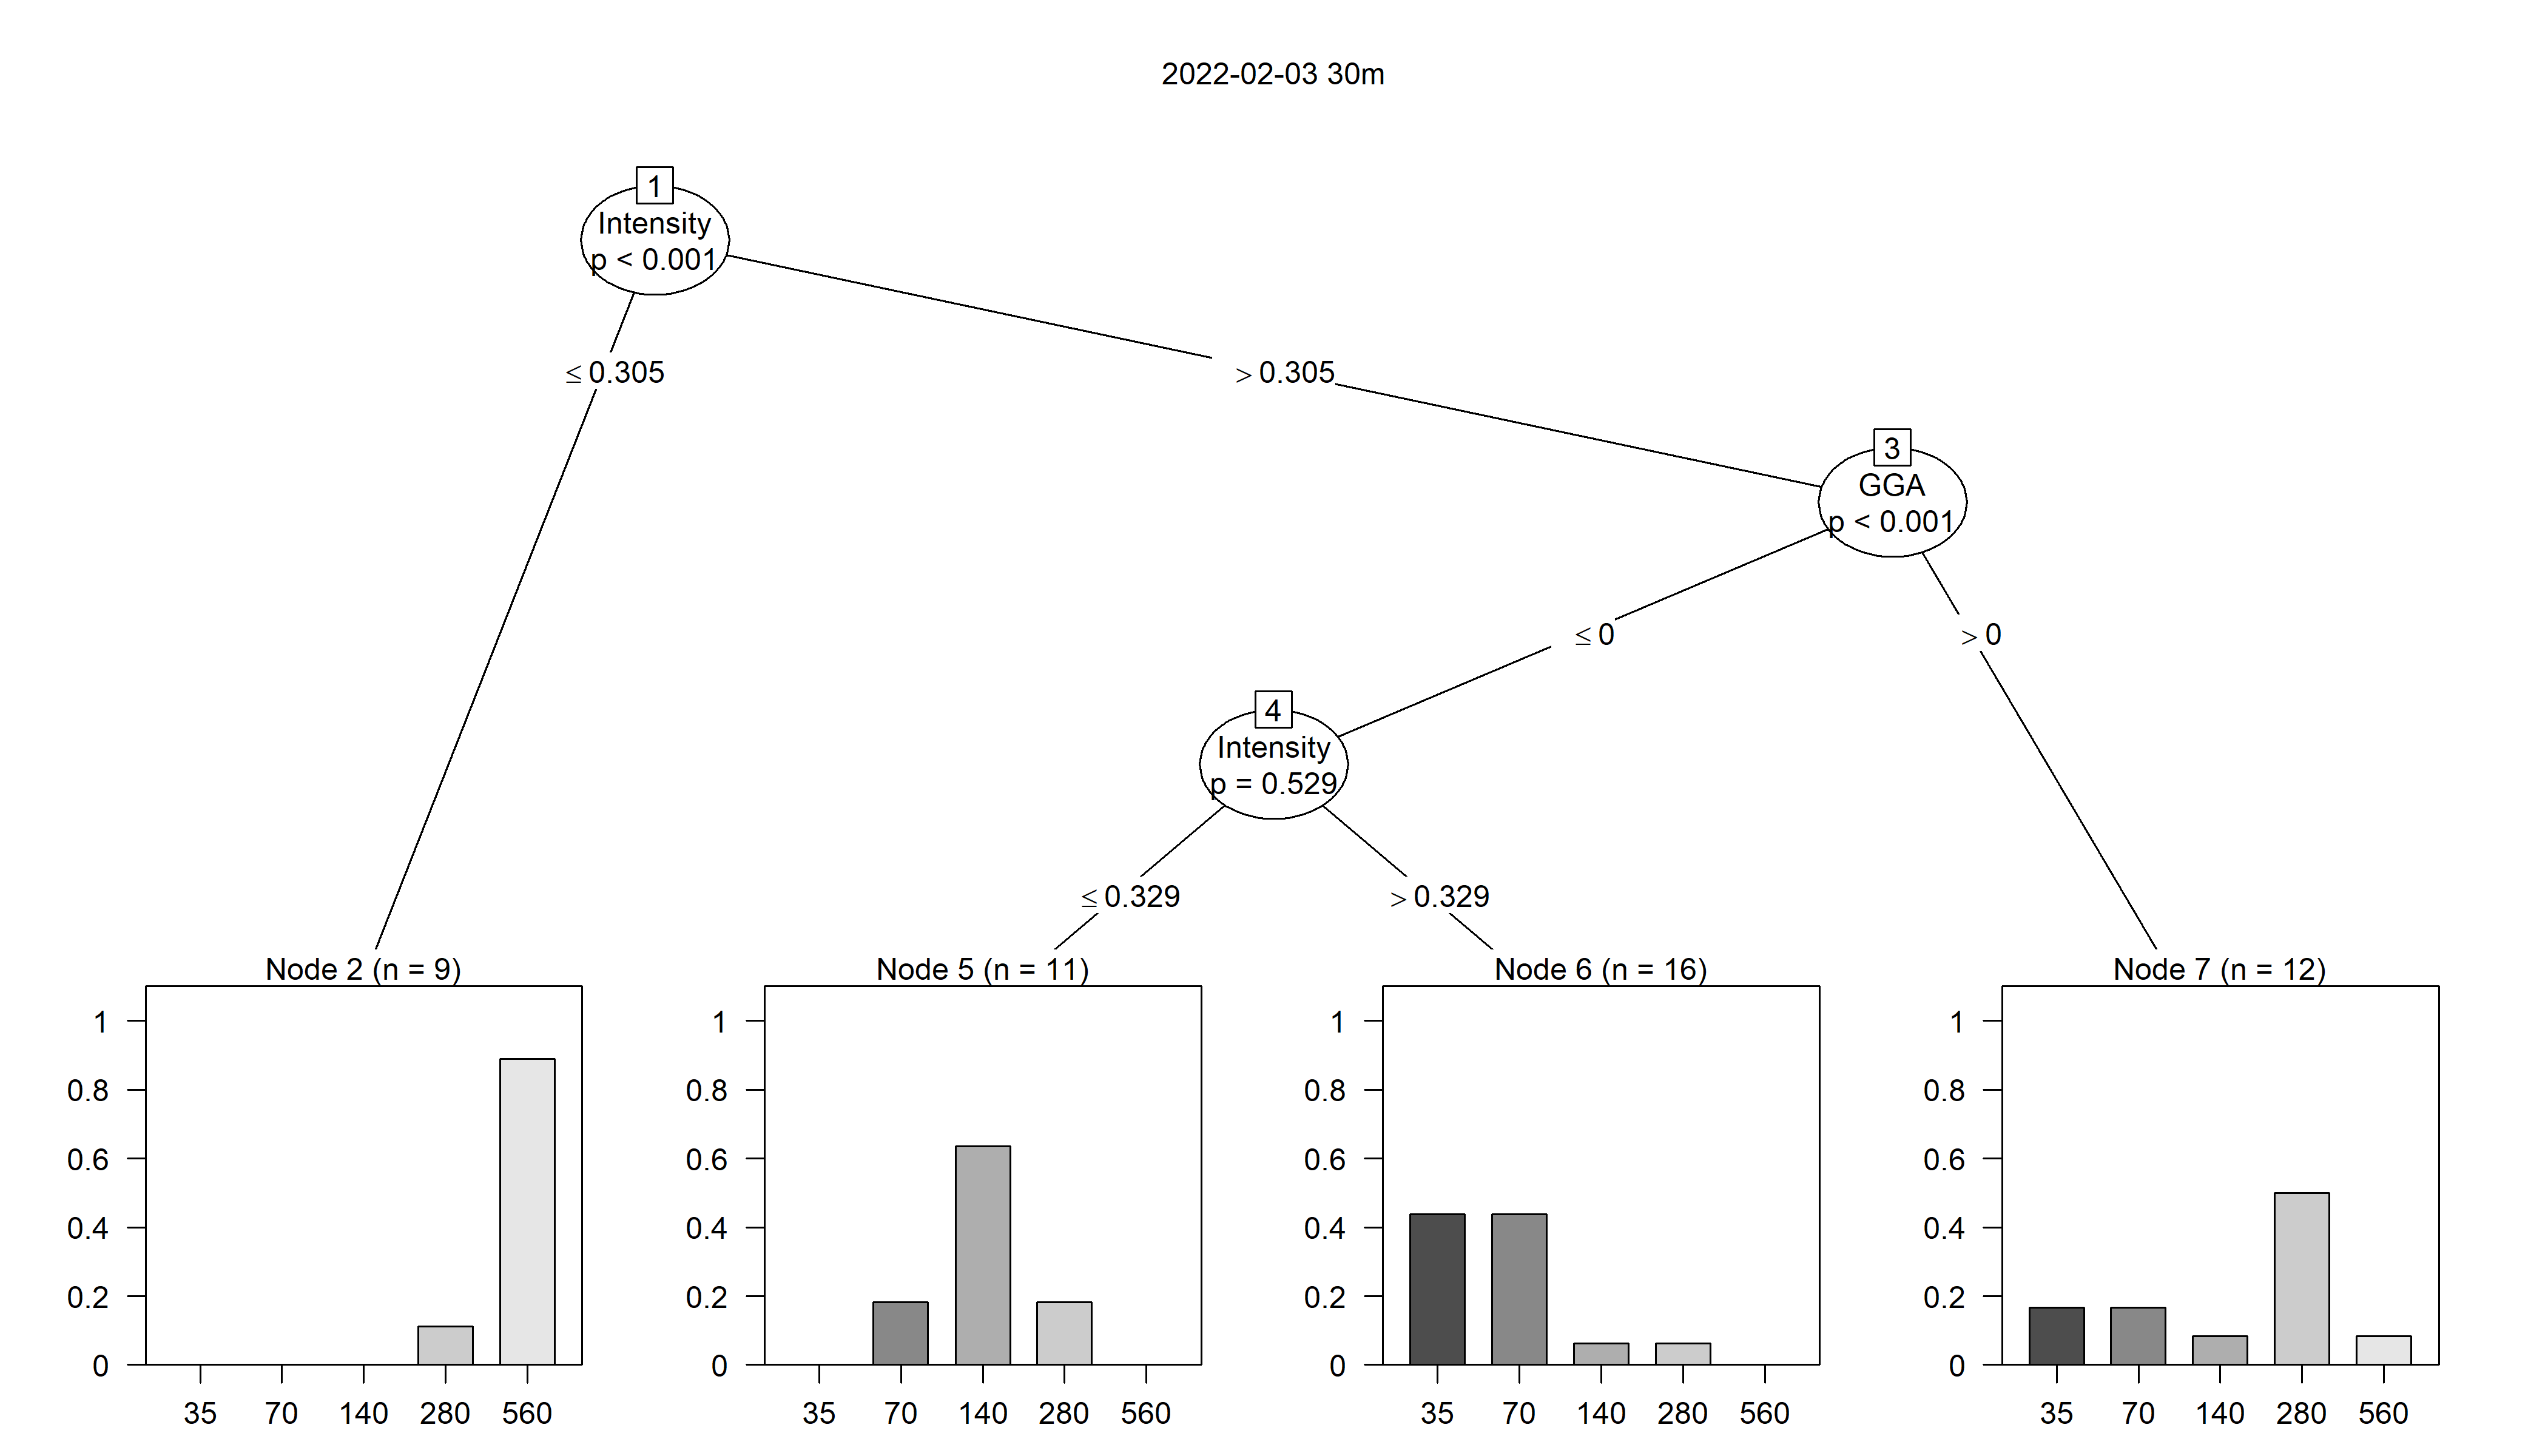 2022-02-03 30m
1
Intensity
p < 0.001
≤ 0.305
> 0.305
3
GGA
p < 0.001
≤ 0
> 0
4
Intensity
p = 0.529
≤ 0.329
> 0.329
Node 2 (n = 9)
1
0.8
0.6
0.4
0.2
0
35 70 140 280 560
Node 5 (n = 11)
1
0.8
0.6
0.4
0.2
0
35 70 140 280 560
Node 6 (n = 16)
1
0.8
0.6
0.4
0.2
0
35 70 140 280 560
Node 7 (n = 12)
1
0.8
0.6
0.4
0.2
0
35 70 140 280 560